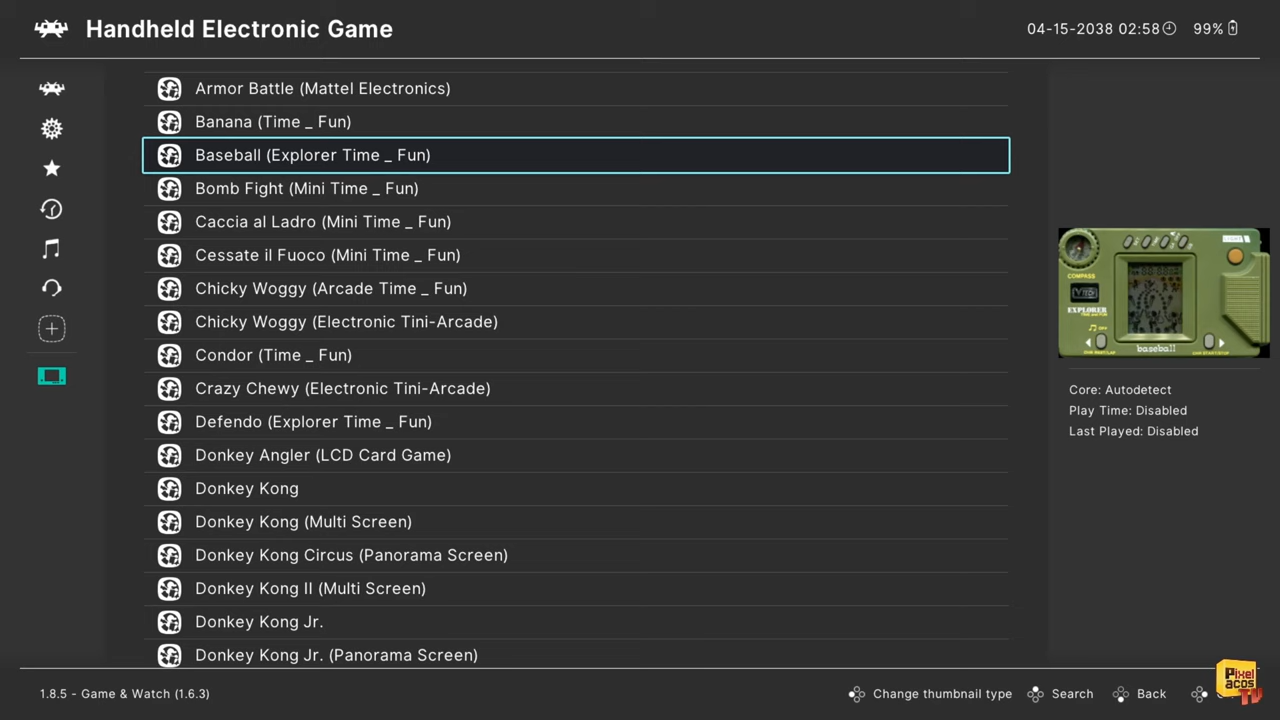 Handheld Electronic Game
04-15-2038 02:58 99%
Armor Battle (Mattel Electronics)
Banana (Time _ Fun)
Baseball (Explorer Time _ Fun)
Bomb Fight (Mini Time _ Fun)
Caccia al Ladro (Mini Time _ Fun)
Cessate il Fuoco (Mini Time _ Fun)
Chicky Woggy (Arcade Time _ Fun)
Chicky Woggy (Electronic Tini-Arcade)
Condor (Time _ Fun)
Crazy Chewy (Electronic Tini-Arcade)
Defendo (Explorer Time _ Fun)
Donkey Angler (LCD Card Game)
Donkey Kong
Donkey Kong (Multi Screen)
Donkey Kong Circus (Panorama Screen)
Donkey Kong II (Multi Screen)
Donkey Kong Jr.
Donkey Kong Jr. (Panorama Screen)
COMPASS
EXPLORER
OFF
baseball
Core: Autodetect
Play Time: Disabled
Last Played: Disabled
1.8.5 - Game & Watch (1.6.3)
Change thumbnail type
Search
Back
Pixel
acos
TV